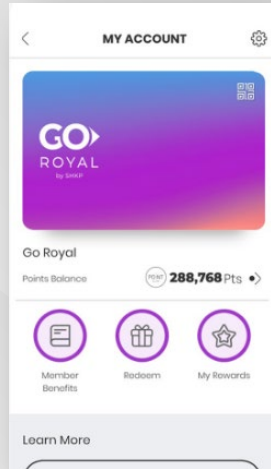 MY ACCOUNT
GO
ROYAL
by SHKP
Go Royal
Points Balance POINT 288,768 Pts
Member Benefits
Redeem
My Rewards
Learn More